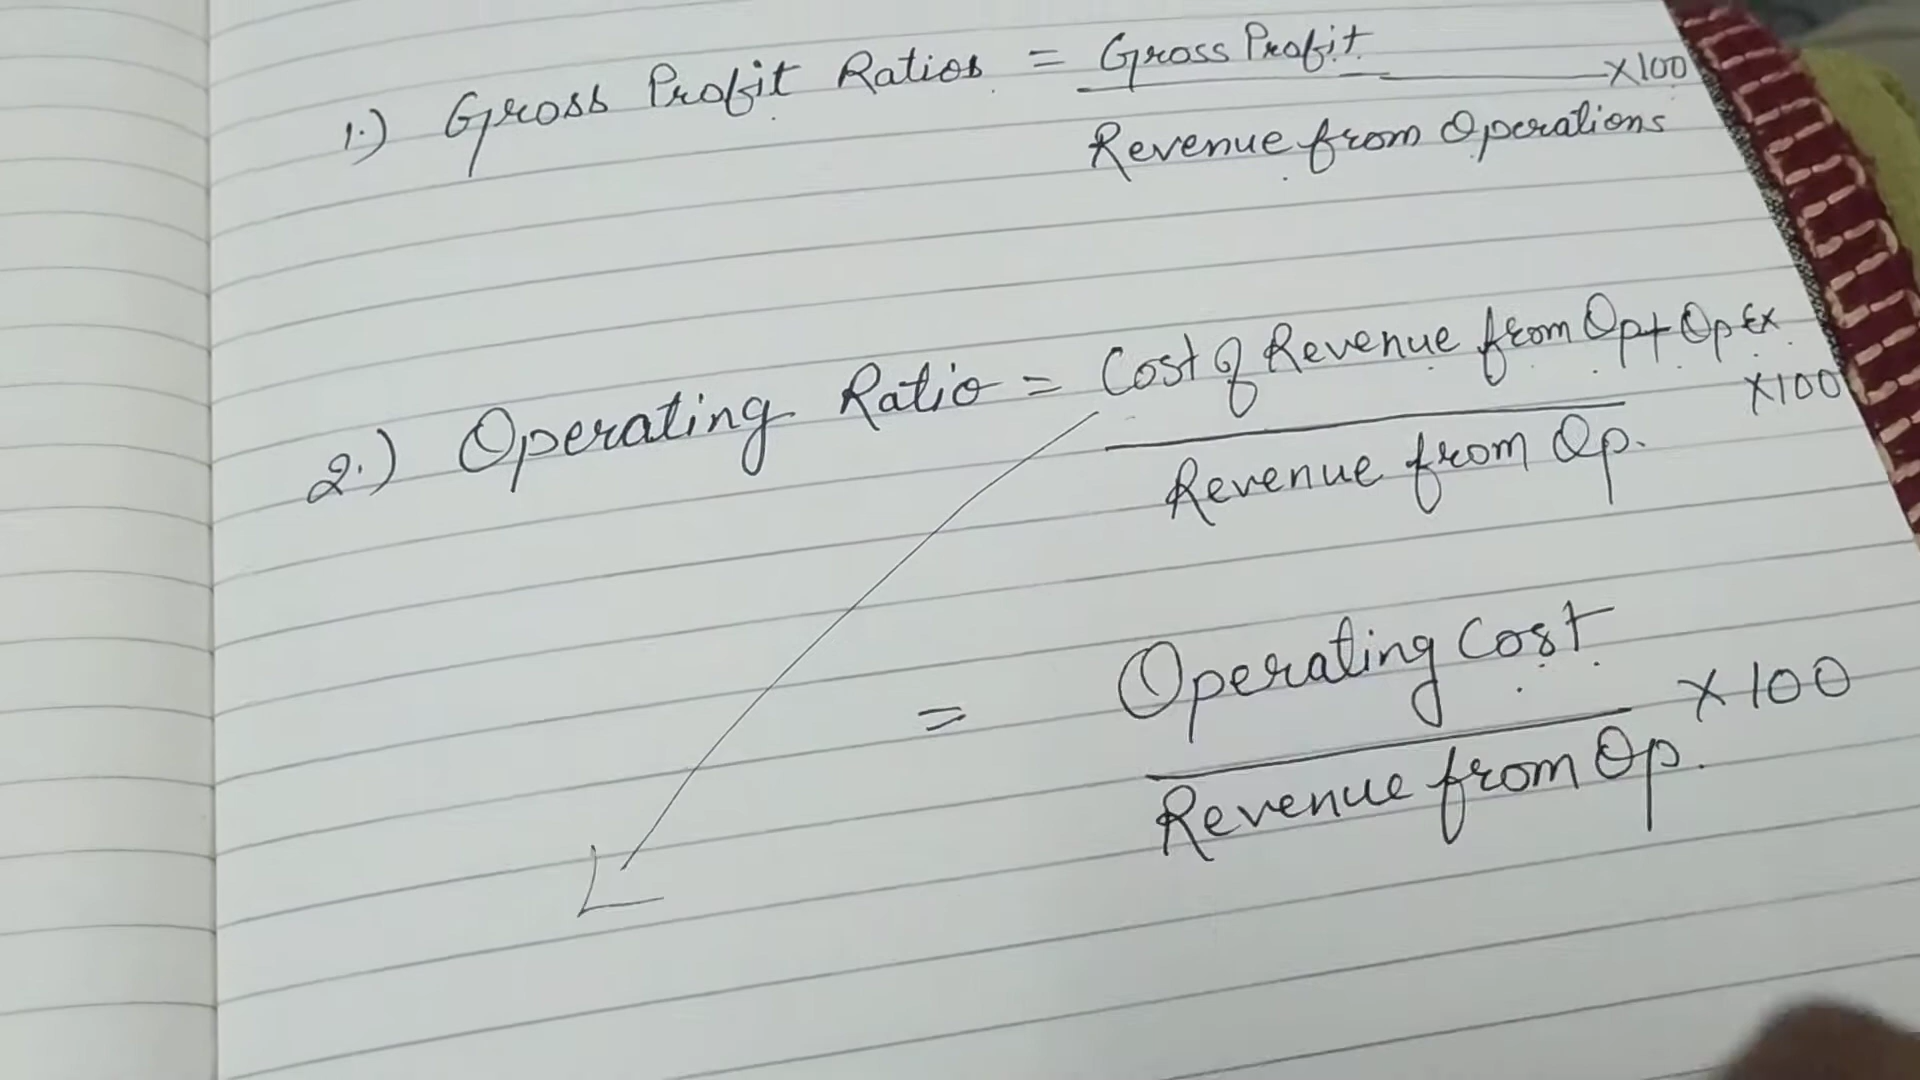 1.) Gross Profit Ratios = Gross Profit x100
Revenue from Operations
2.) Operating Ratio = Cost of Revenue from Op + Op Ex
x100
Revenue from Op.
= Operating Cost x 100
Revenue from Op.